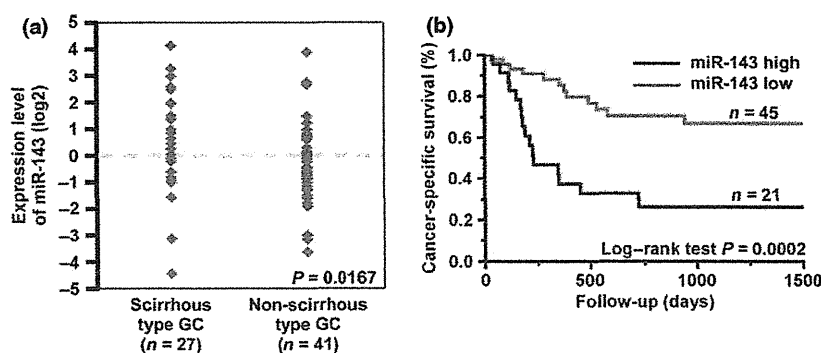 (a)
Expression level
of miR-143 (log2)
5
4
3
2
1
0
−1
−2
−3
−4
−5
P = 0.0167
Scirrhous
type GC
(n = 27)
Non-scirrhous
type GC
(n = 41)
(b)
Cancer-specific survival (%)
1.0
0.8
0.6
0.4
0.2
0.0
miR-143 high
miR-143 low
n = 45
n = 21
Log–rank test P = 0.0002
0
500
1000
1500
Follow-up (days)